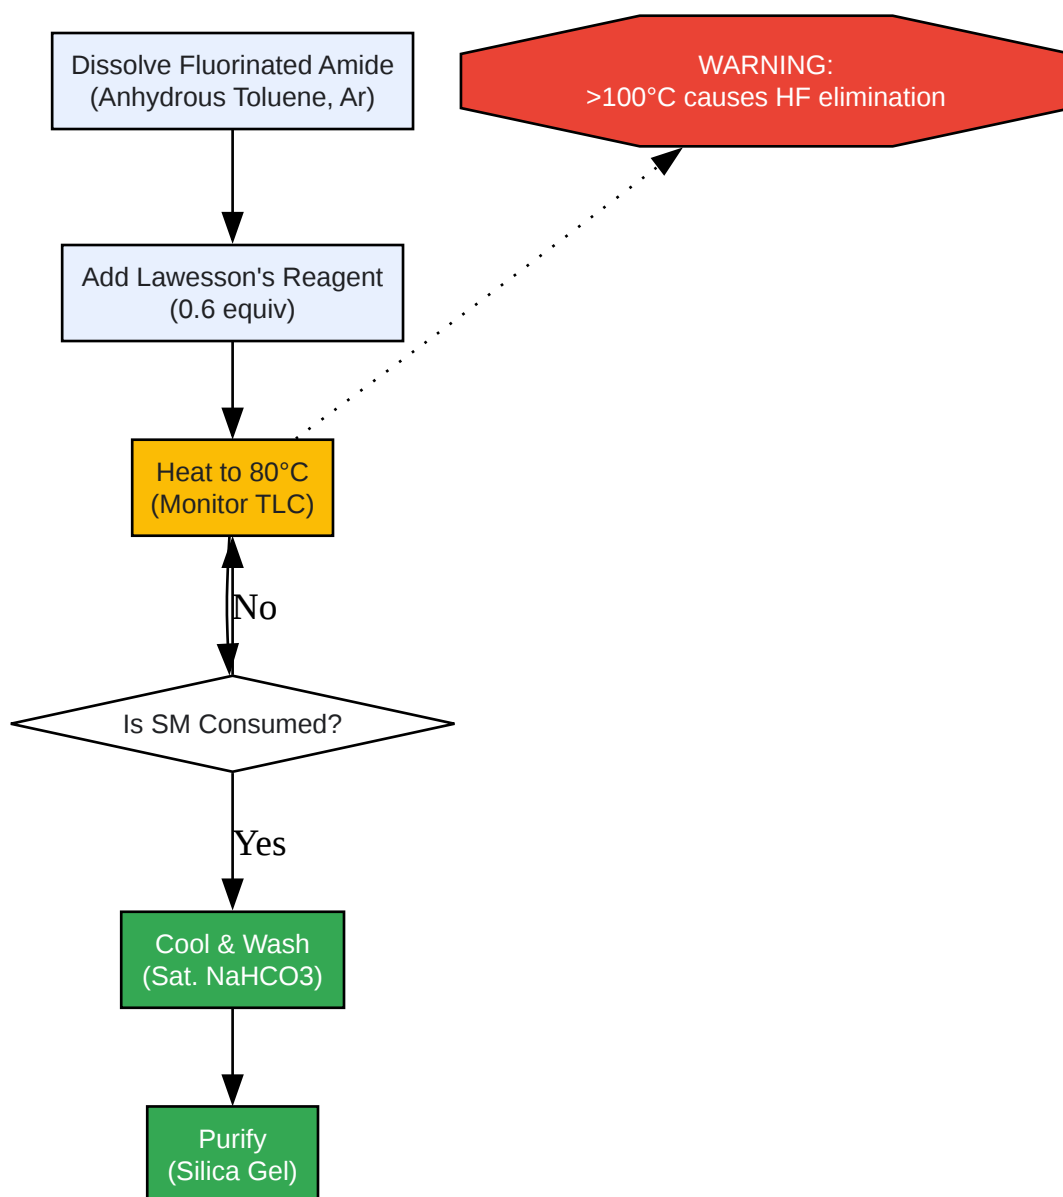 Dissolve Fluorinated Amide
(Anhydrous Toluene, Ar)
WARNING:
>100°C causes HF elimination
Add Lawesson's Reagent
(0.6 equiv)
Heat to 80°C
(Monitor TLC)
No
Is SM Consumed?
Yes
Cool & Wash
(Sat. NaHCO3)
Purify
(Silica Gel)